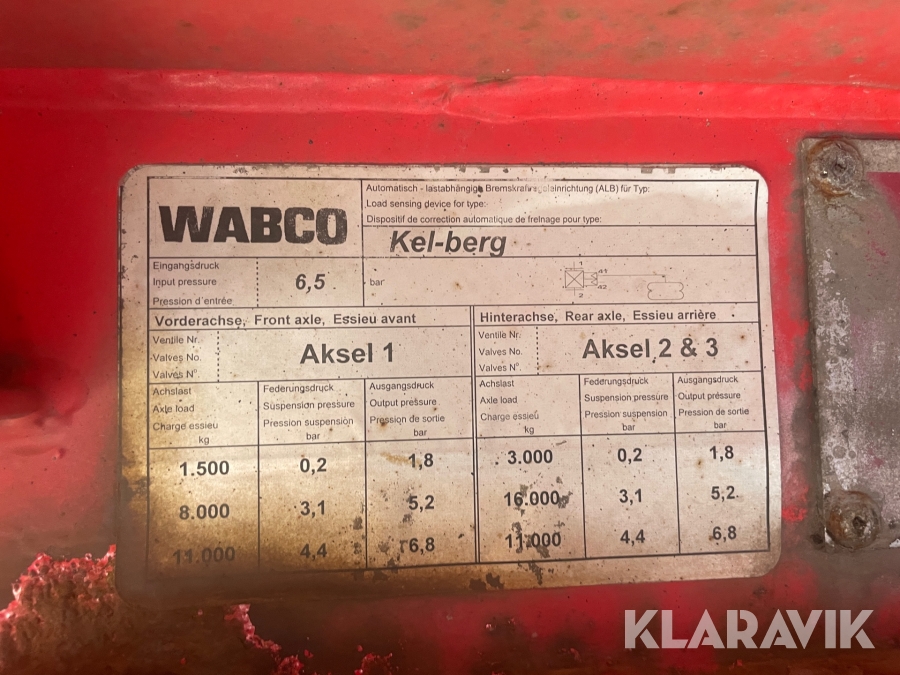 WABCO
Automatisch - lastabhängige Bremskraftregeleinrichtung (ALB) für Typ:
Load sensing device for type:
Dispositif de correction automatique de freinage pour type:
Kel-berg
Eingangsdruck
Input pressure
Pression d'entrée
6,5
bar
1
41
42
2
Vorderachse, Front axle, Essieu avant
Hinterachse, Rear axle, Essieu arrière
Ventile Nr.
Valves No.
Valves N°.
Aksel 1
Ventile Nr.
Valves No.
Valves N°.
Aksel 2 & 3
Achslast
Axle load
Charge essieu
kg
Federungsdruck
Suspension pressure
Pression suspension
bar
Ausgangsdruck
Output pressure
Pression de sortie
bar
Achslast
Axle load
Charge essieu
kg
Federungsdruck
Suspension pressure
Pression suspension
bar
Ausgangsdruck
Output pressure
Pression de sortie
bar
1.500 0,2 1,8 3.000 0,2 1,8
8.000 3,1 5,2 16.000 3,1 5,2
11.000 4,4 6,8 11.000 4,4 6,8
KLARAVIK